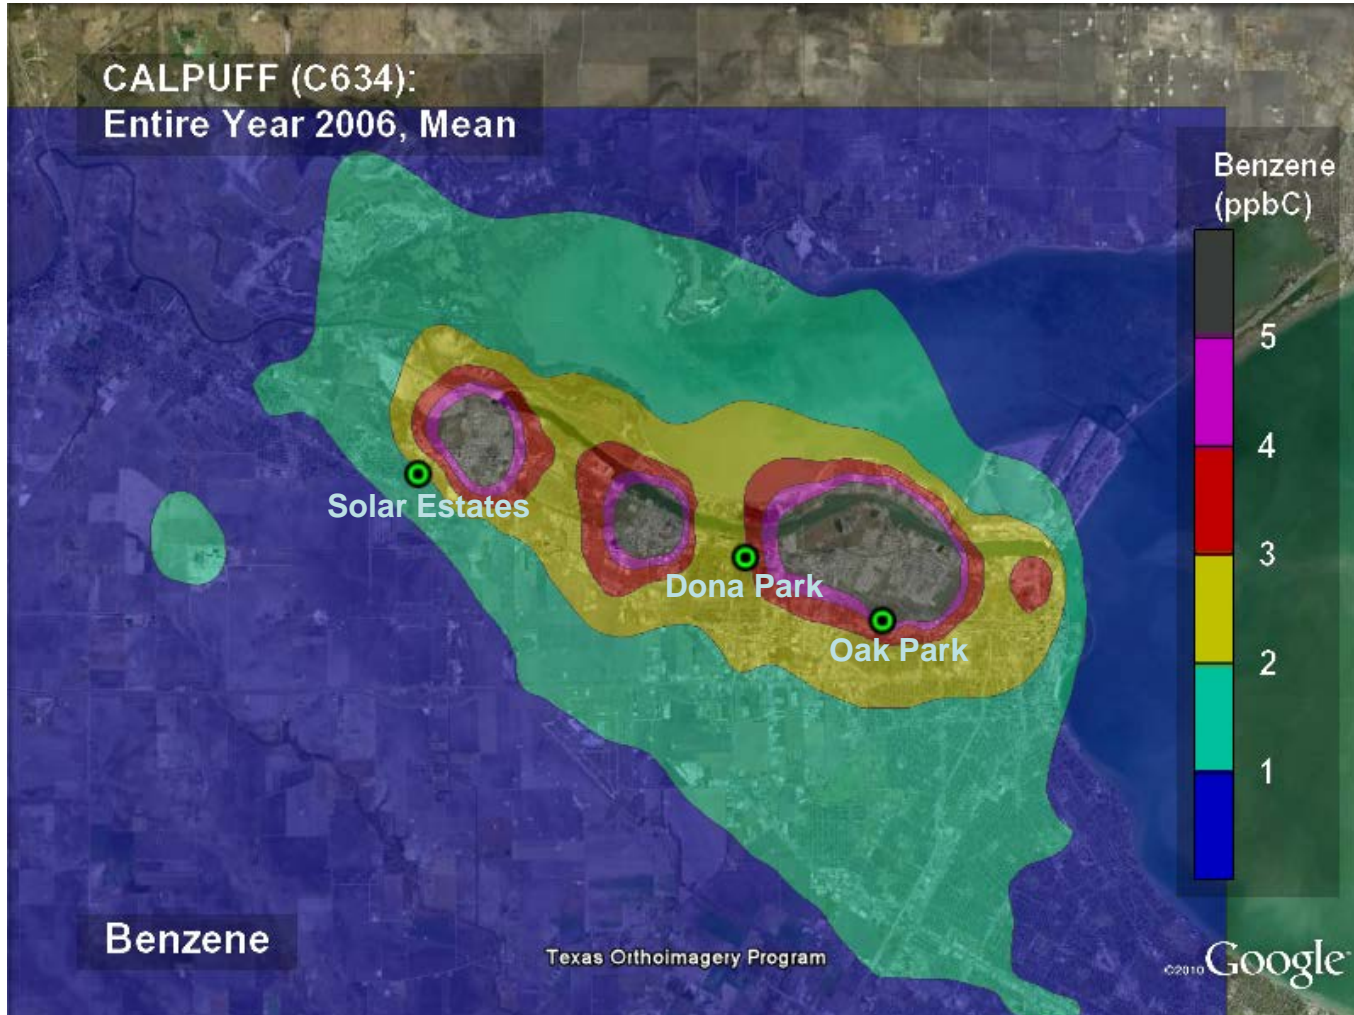 CALPUFF (C634):
Entire Year 2006, Mean
Benzene
(ppbC)
5
4
3
2
1
Solar Estates
Dona Park
Oak Park
Benzene
Texas Orthoimagery Program
©2010 Google